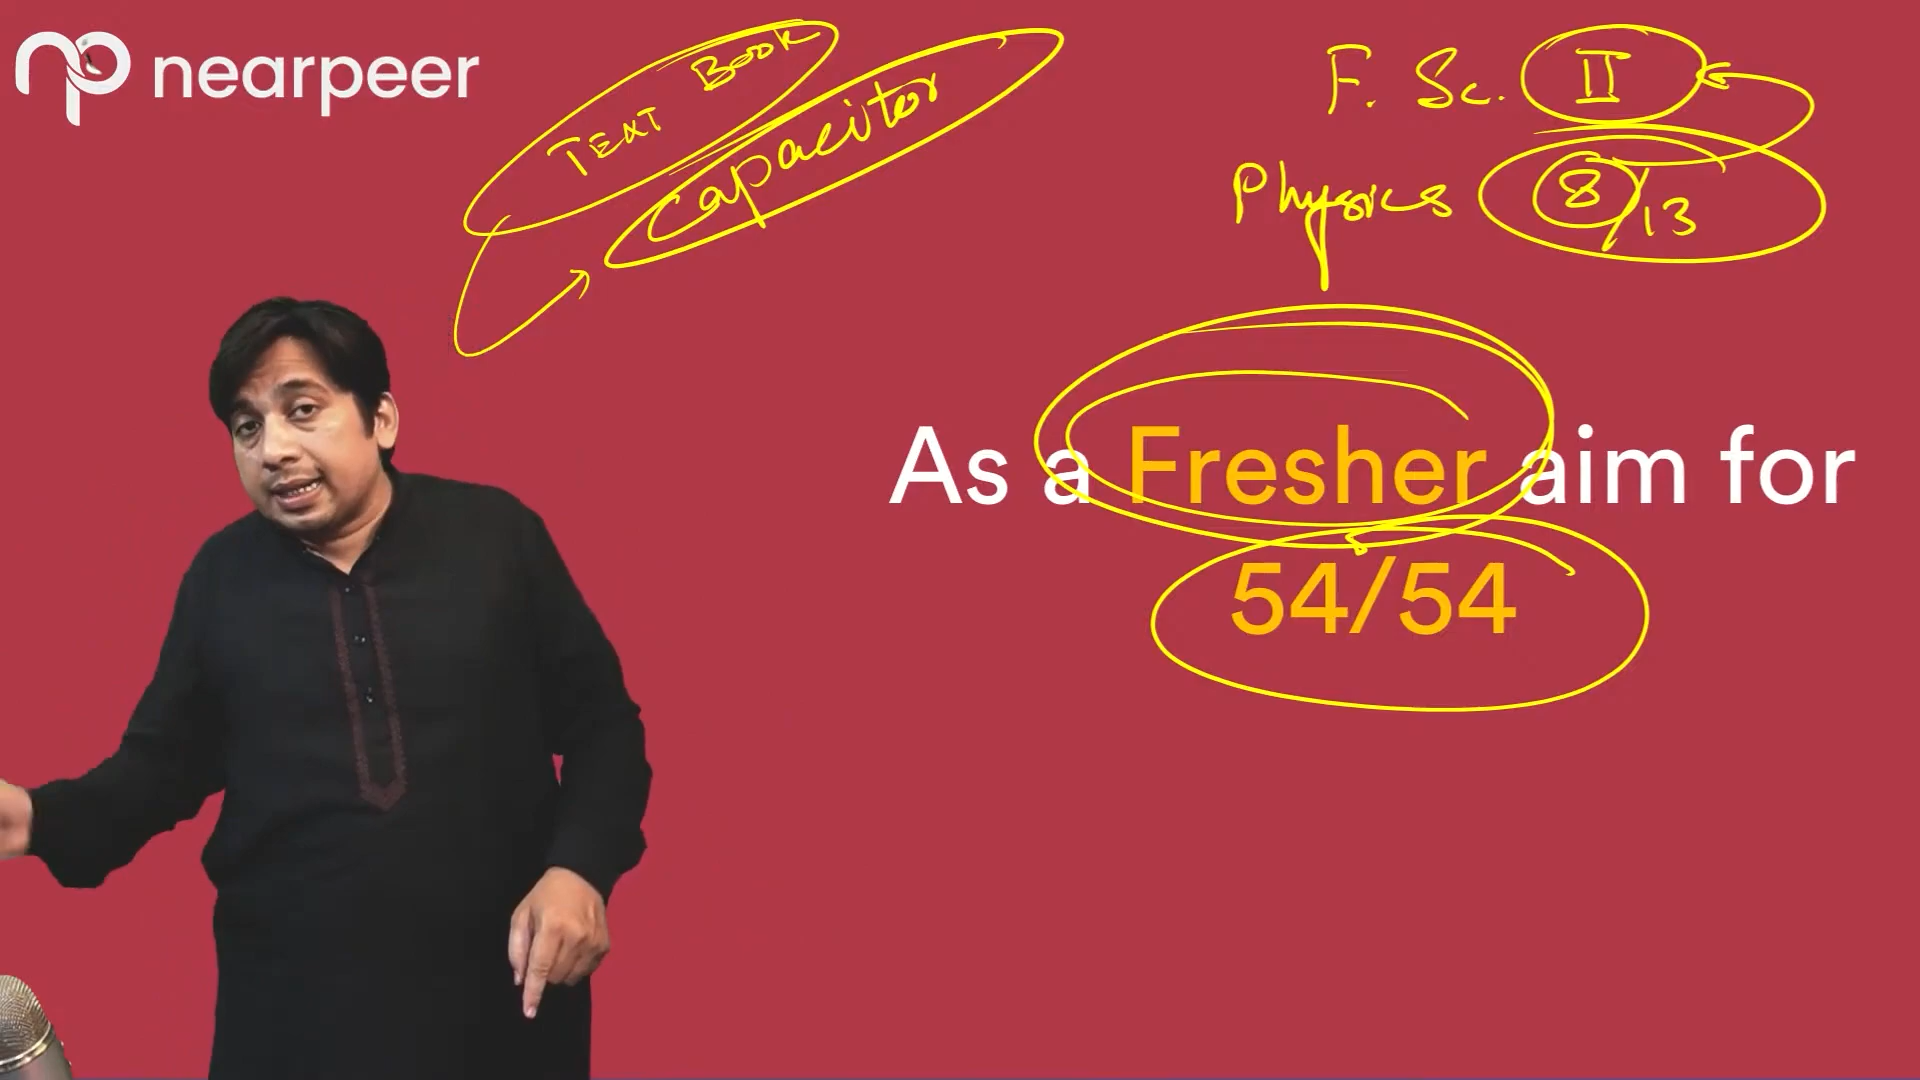 nearpeer
TEXT BOOK
Capacitor
F. Sc. II
Physics 8/13
As a Fresher aim for
54/54